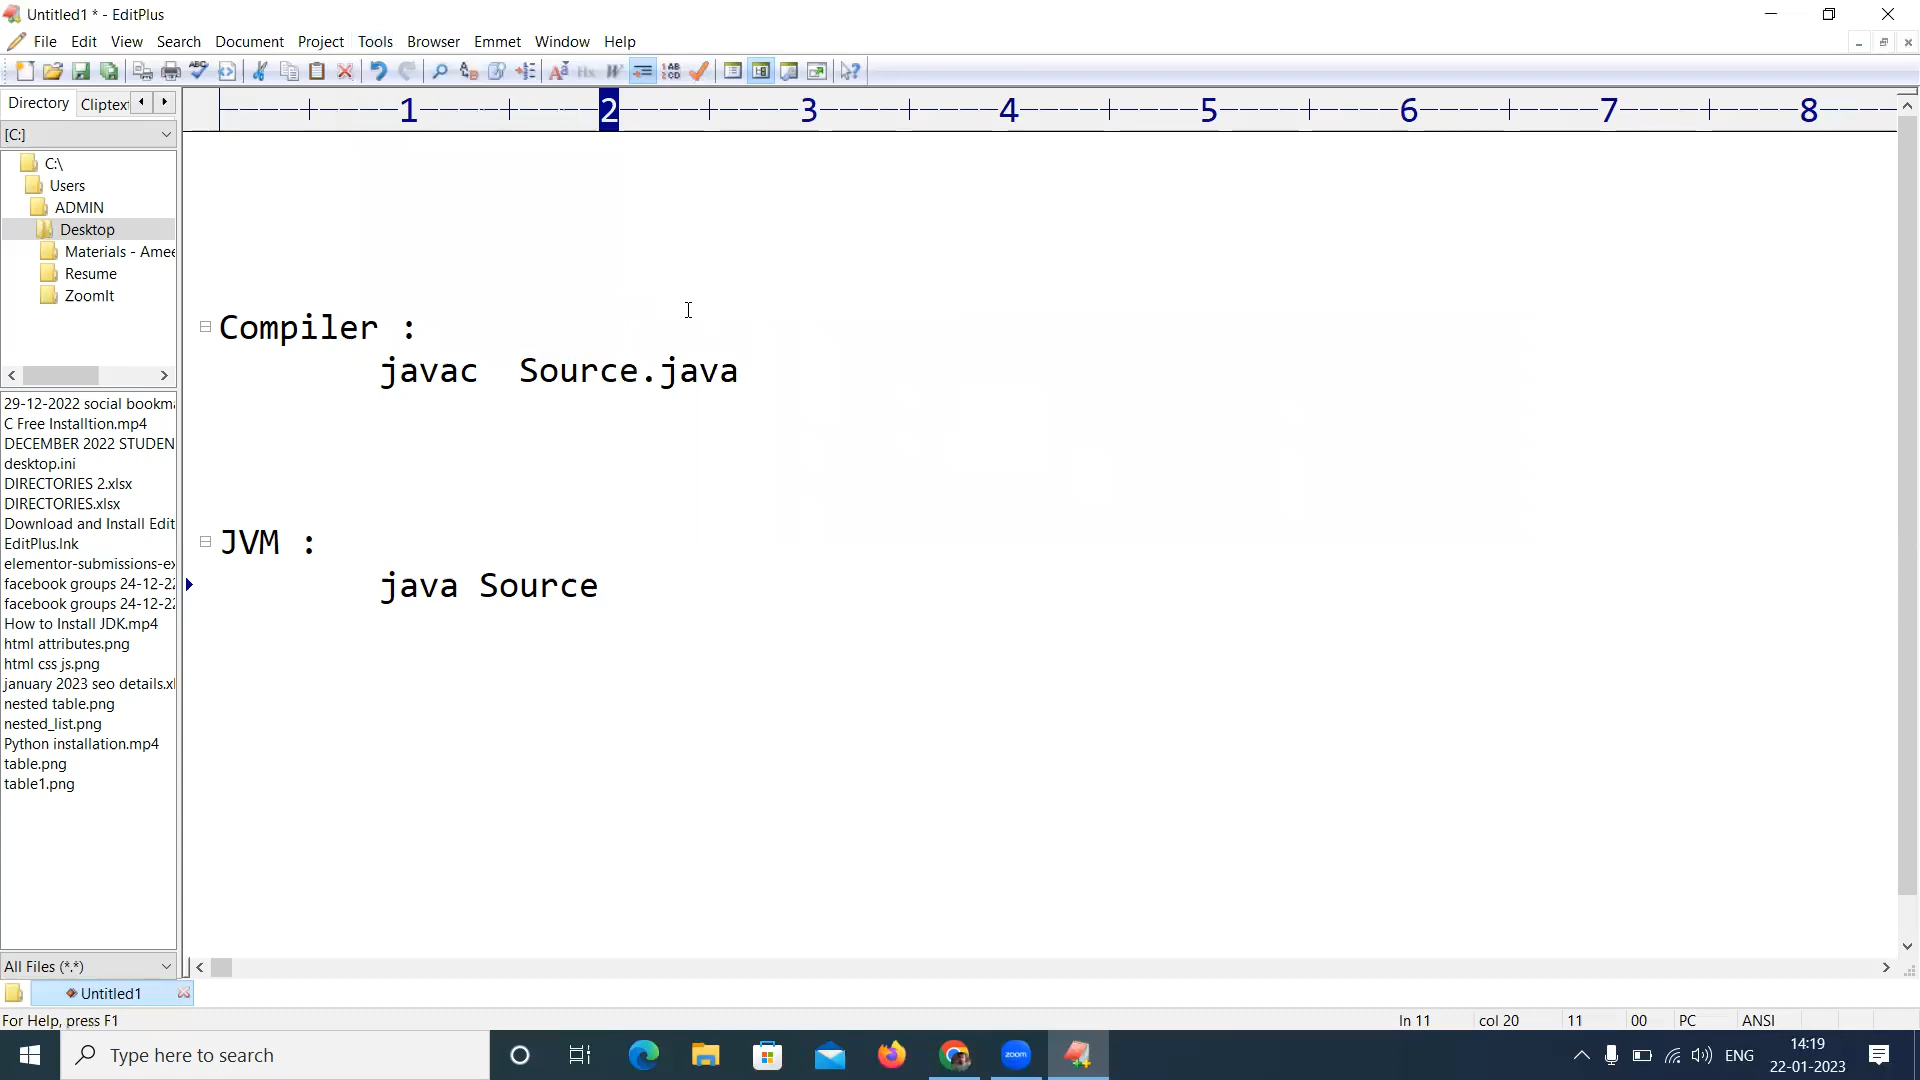 Untitled1 * - EditPlus
File Edit View Search Document Project Tools Browser Emmet Window Help
Directory Cliptex
1 2 3 4 5 6 7 8
[C:]
C:\
Users
ADMIN
Desktop
Materials - Amee
Resume
ZoomIt
Compiler :
javac  Source.java
JVM :
java Source
29-12-2022 social bookma
C Free Installtion.mp4
DECEMBER 2022 STUDEN
desktop.ini
DIRECTORIES 2.xlsx
DIRECTORIES.xlsx
Download and Install Edit
EditPlus.lnk
elementor-submissions-ex
facebook groups 24-12-22
facebook groups 24-12-22
How to Install JDK.mp4
html attributes.png
html css js.png
january 2023 seo details.xl
nested table.png
nested_list.png
Python installation.mp4
table.png
table1.png
All Files (*.*)
Untitled1
For Help, press F1 ln 11 col 20 11 00 PC ANSI
Type here to search
zoom
ENG
14:19
22-01-2023